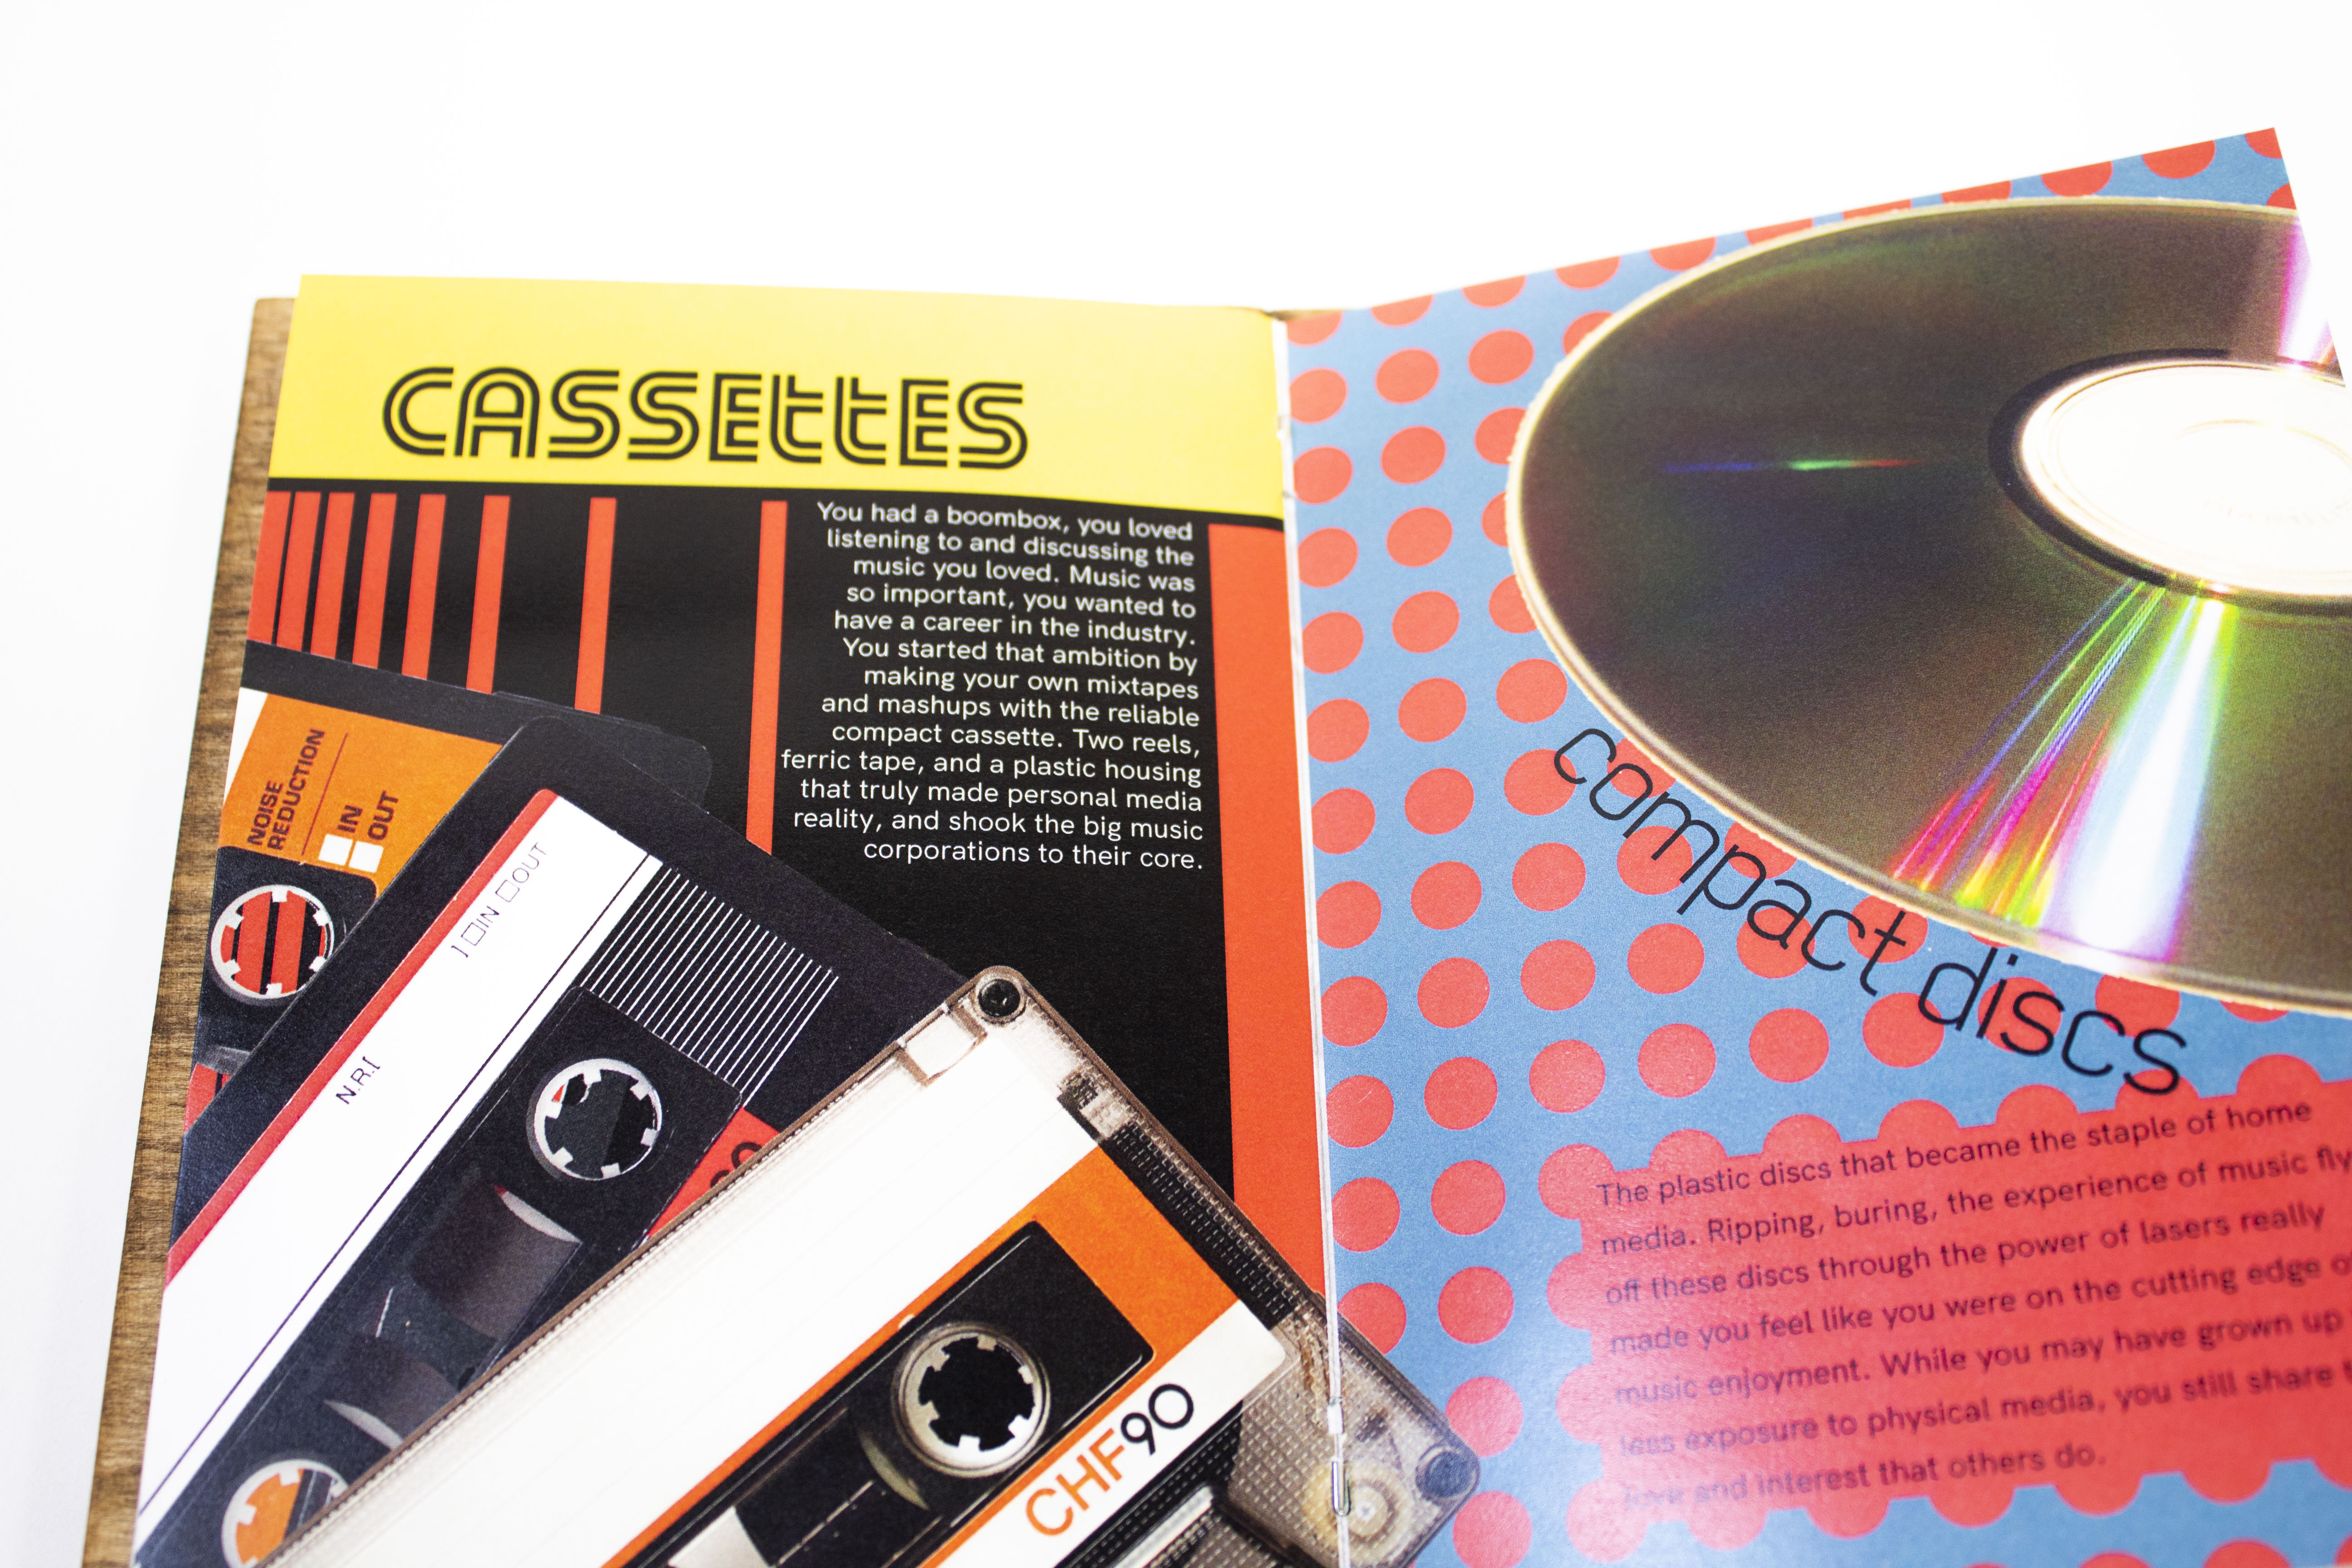 CASSEttES
You had a boombox, you loved
listening to and discussing the
music you loved. Music was
so important, you wanted to
have a career in the industry.
You started that ambition by
making your own mixtapes
and mashups with the reliable
compact cassette. Two reels,
ferric tape, and a plastic housing
that truly made personal media
reality, and shook the big music
corporations to their core.
NOISE
REDUCTION
IN
OUT
IN OUT
N.R.
90
CHF90
compact discs
The plastic discs that became the staple of home
media. Ripping, buring, the experience of music fly
off these discs through the power of lasers really
made you feel like you were on the cutting edge
music enjoyment. While you may have grown up
less exposure to physical media, you still share
love and interest that others do.